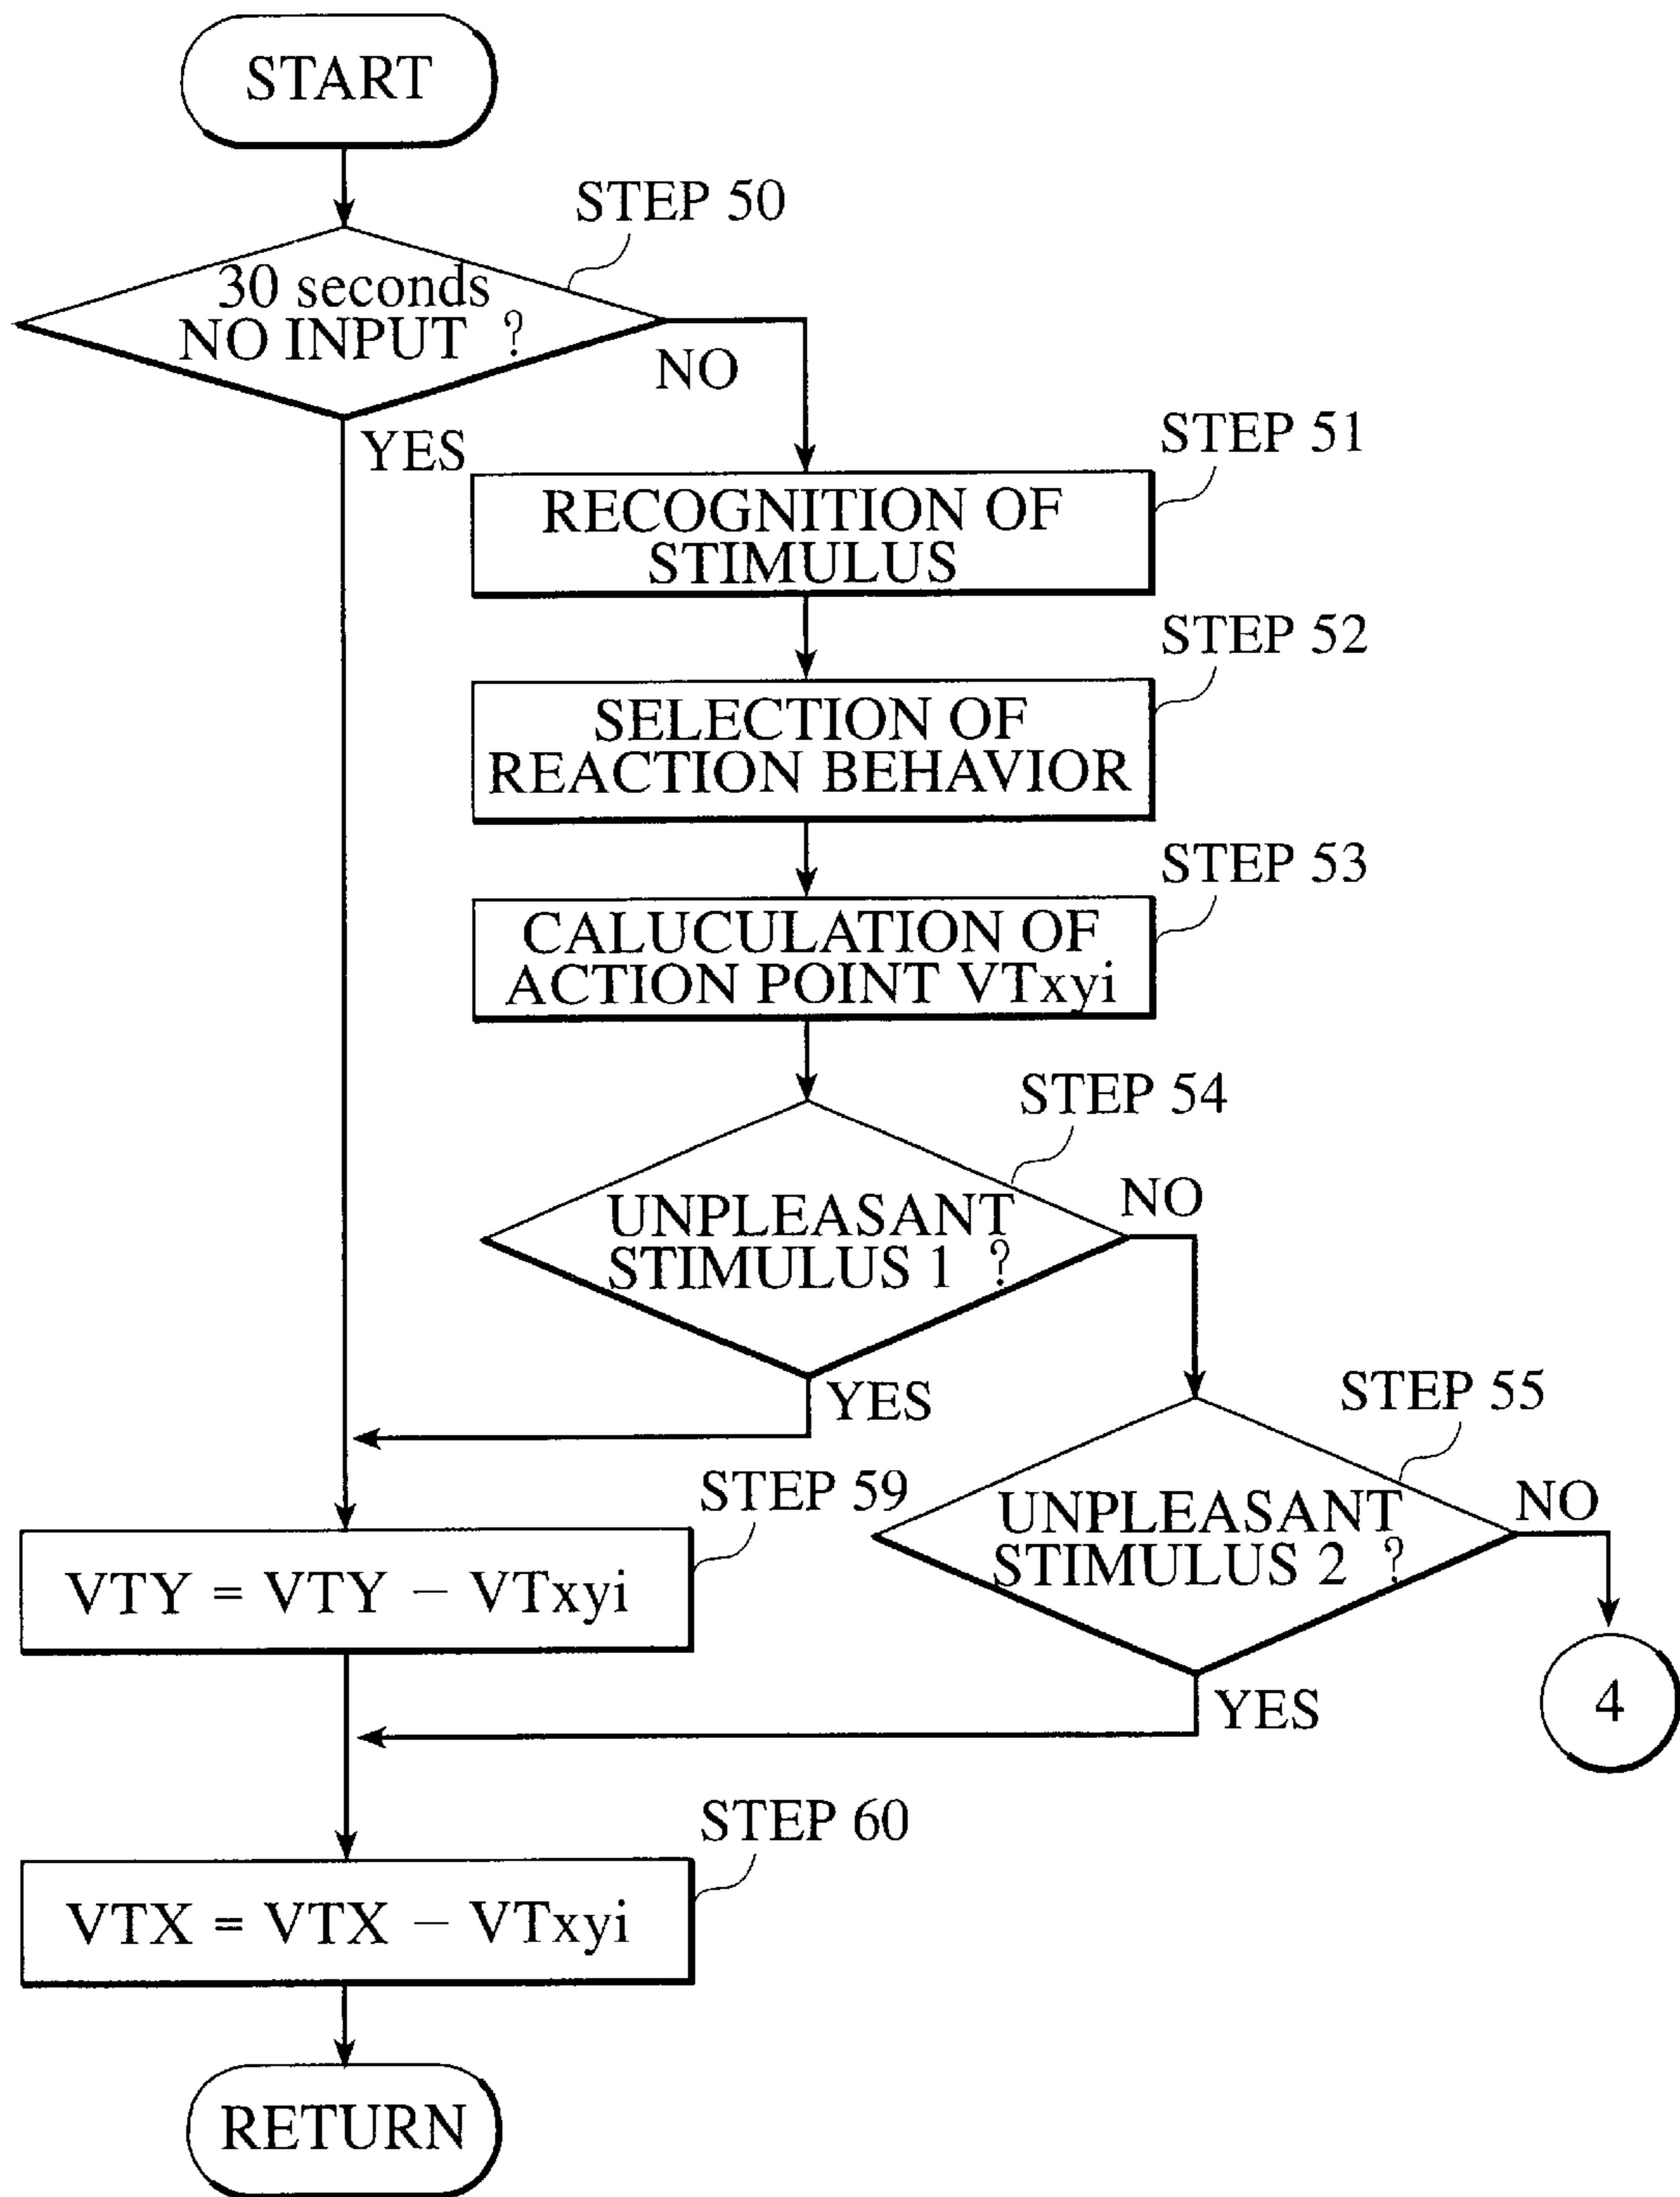 START
STEP 50
30 seconds
NO INPUT ?
NO
YES
STEP 51
RECOGNITION OF
STIMULUS
STEP 52
SELECTION OF
REACTION BEHAVIOR
STEP 53
CALUCULATION OF
ACTION POINT VTxyi
STEP 54
UNPLEASANT
STIMULUS 1 ?
NO
YES
STEP 55
UNPLEASANT
STIMULUS 2 ?
NO
YES
4
STEP 59
VTY = VTY − VTxyi
STEP 60
VTX = VTX − VTxyi
RETURN